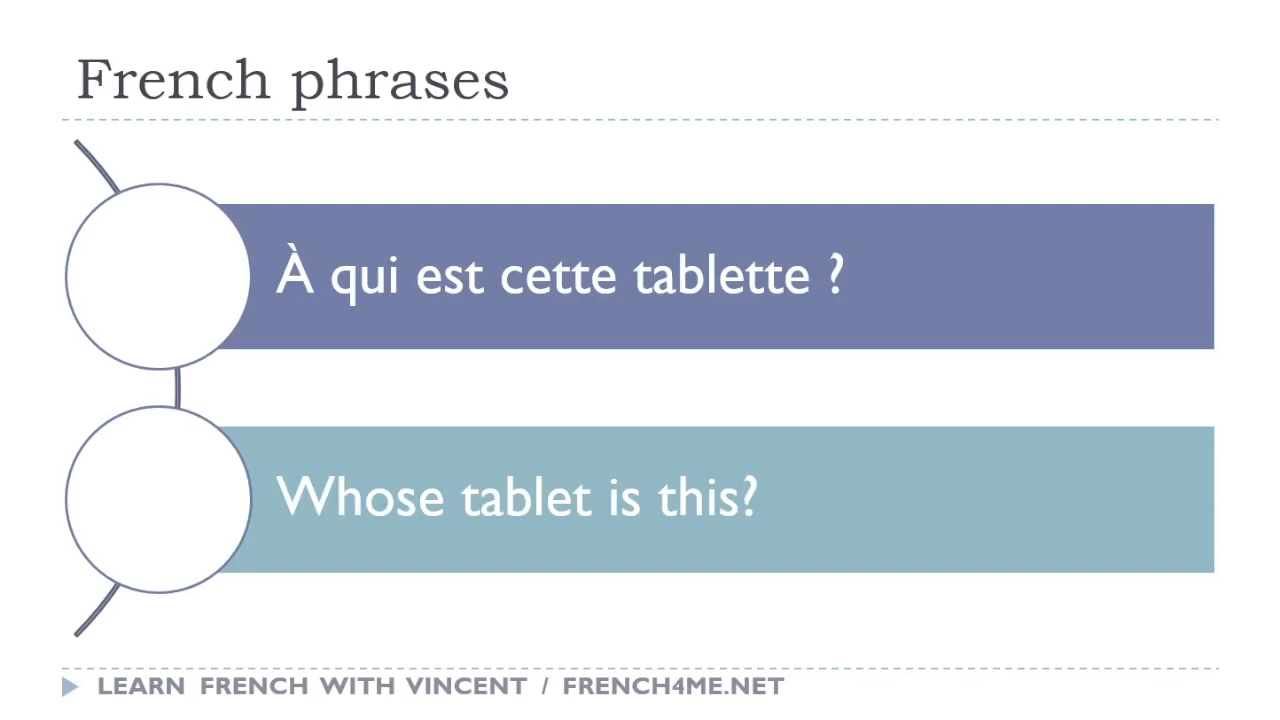 French phrases
À qui est cette tablette ?
Whose tablet is this?
LEARN FRENCH WITH VINCENT / FRENCH4ME.NET